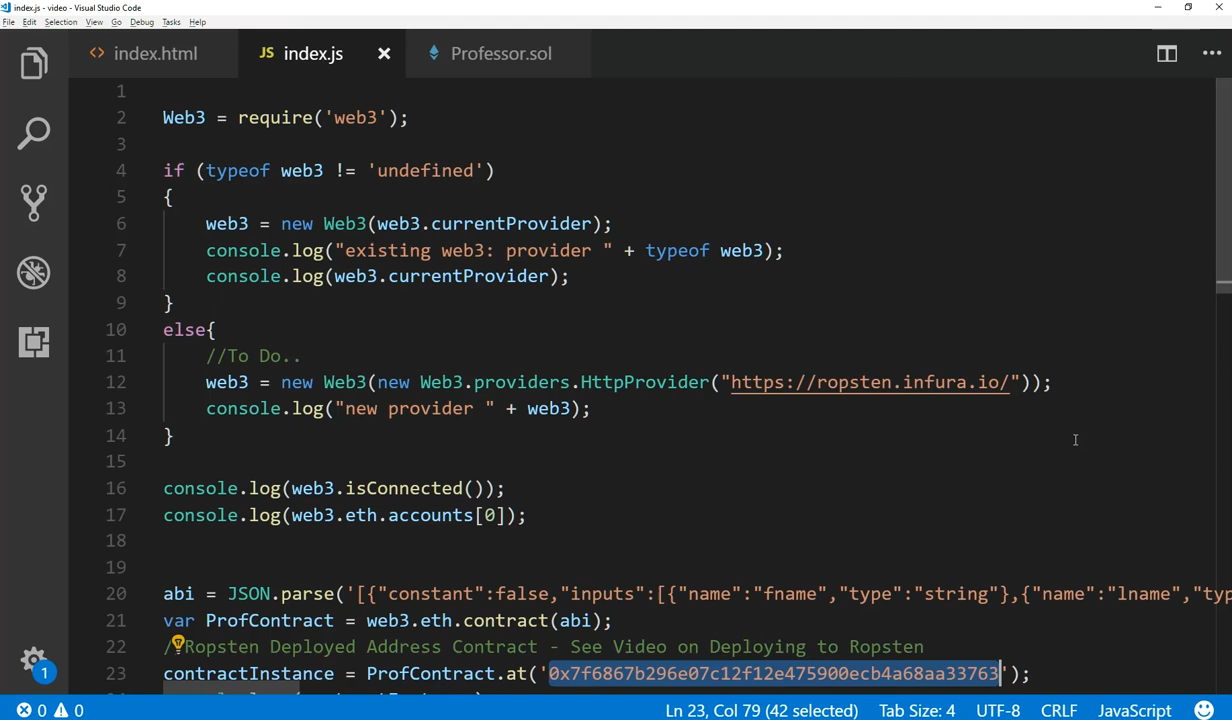 index.js - video - Visual Studio Code
File Edit Selection View Go Debug Tasks Help
<> index.html JS index.js × Professor.sol ...
1
2 Web3 = require('web3');
3
4 if (typeof web3 != 'undefined')
5 {
6 web3 = new Web3(web3.currentProvider);
7 console.log("existing web3: provider " + typeof web3);
8 console.log(web3.currentProvider);
9 }
10 else{
11 //To Do..
12 web3 = new Web3(new Web3.providers.HttpProvider("https://ropsten.infura.io/"));
13 console.log("new provider " + web3);
14 }
15
16 console.log(web3.isConnected());
17 console.log(web3.eth.accounts[0]);
18
19
20 abi = JSON.parse('[{"constant":false,"inputs":[{"name":"fname","type":"string"},{"name":"lname","typ
21 var ProfContract = web3.eth.contract(abi);
22 / Ropsten Deployed Address Contract - See Video on Deploying to Ropsten
23 contractInstance = ProfContract.at('0x7f6867b296e07c12f12e475900ecb4a68aa33763');
1
0 0 Ln 23, Col 79 (42 selected) Tab Size: 4 UTF-8 CRLF JavaScript